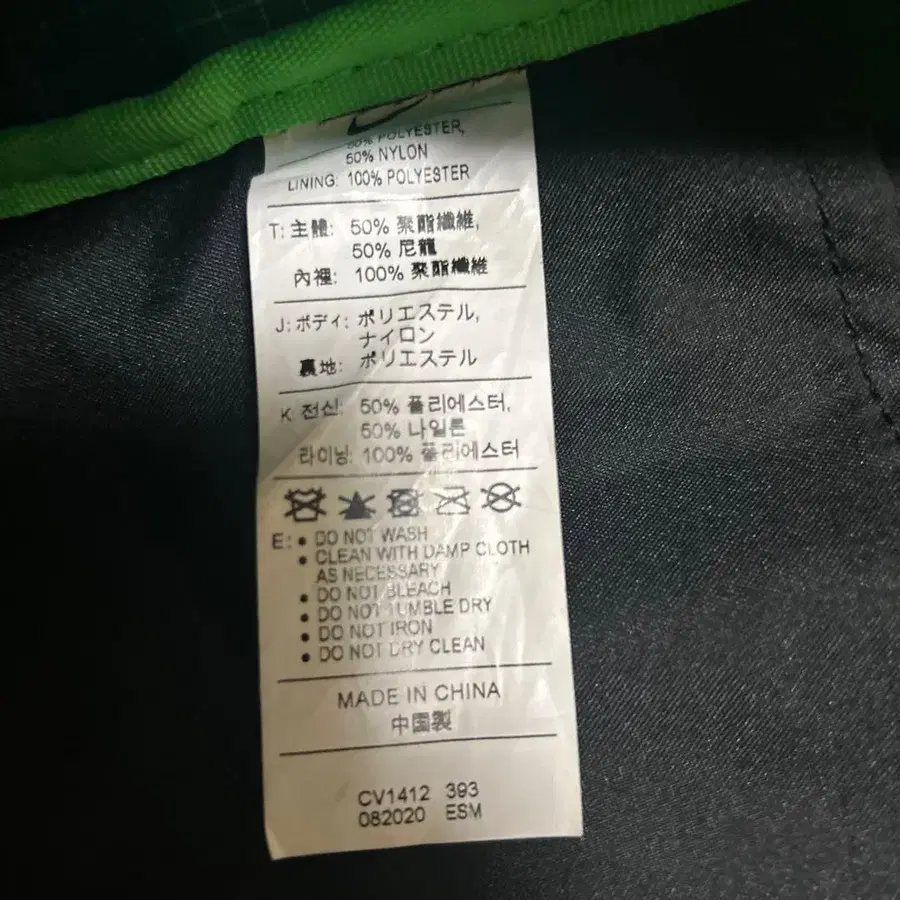 50% POLYESTER,
50% NYLON
LINING: 100% POLYESTER
T: 主體: 50% 聚酯纖維,
50% 尼龍
內裡: 100% 聚酯纖維
J: ボディ: ポリエステル,
ナイロン
裏地: ポリエステル
K 전신: 50% 폴리에스터,
50% 나일론
라이닝: 100% 폴리에스터
E: • DO NOT WASH
• CLEAN WITH DAMP CLOTH
AS NECESSARY
• DO NOT BLEACH
• DO NOT TUMBLE DRY
• DO NOT IRON
• DO NOT DRY CLEAN
MADE IN CHINA
中国製
CV1412 393
082020 ESM